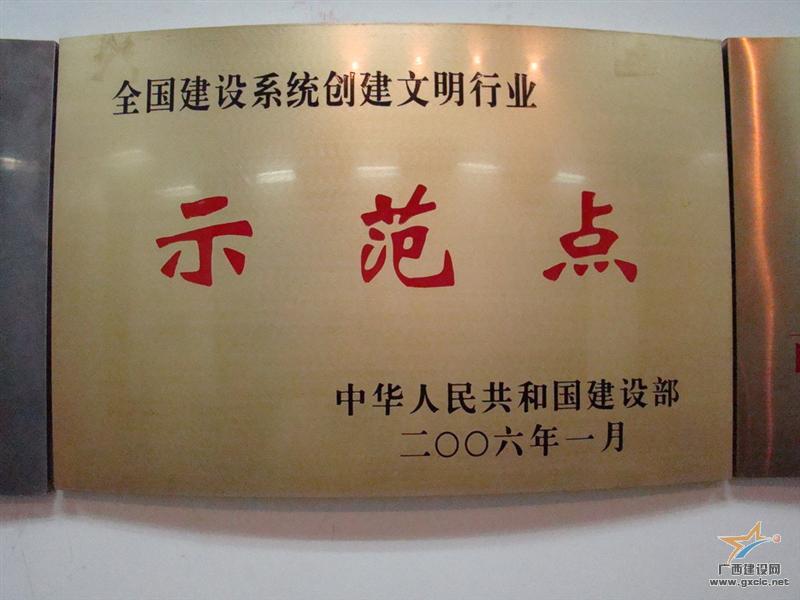 全国建设系统创建文明行业
示范点
中华人民共和国建设部
二〇〇六年一月
广西建设网
www.gxcic.net